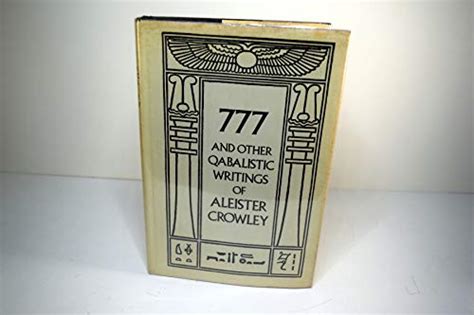 777
AND OTHER
QABALISTIC
WRITINGS
OF
ALEISTER
CROWLEY